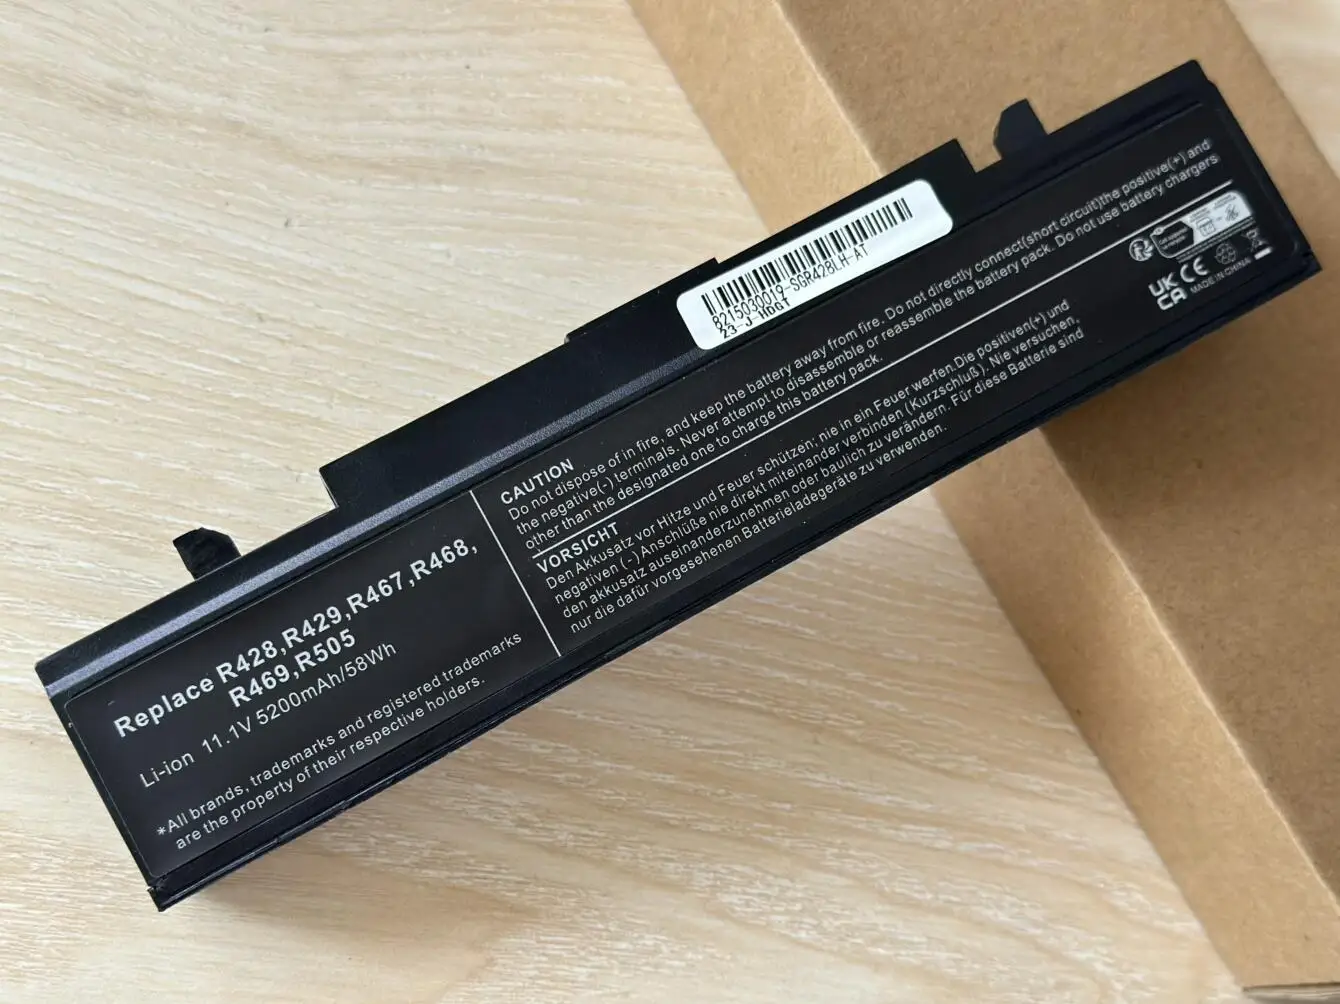 8215030019-SGR428LH-AT
23-J-HDGT
Replace R428,R429,R467,R468,
R469,R505
Li-ion 11.1V 5200mAh/58Wh
*All brands, trademarks and registered trademarks
are the property of their respective holders.
CAUTION
Do not dispose of in fire, and keep the battery away from fire. Do not directly connect(short circuit)the positive(+) and
the negative(-) terminals. Never attempt to disassemble or reassemble the battery pack. Do not use battery chargers
other than the designated one to charge this battery pack.
VORSICHT
Den Akkusatz vor Hitze und Feuer schützen; nie in ein Feuer werfen.Die positiven(+) und
negativen (-) Anschlüße nie direkt miteinander verbinden (Kurzschluß). Nie versuchen,
den akkusatz auseinanderzunehmen oder baulich zu verändern. Für diese Batterie sind
nur die dafür vorgesehenen Batterieladegeräte zu verwenden.
UK
CA
CE
MADE IN CHINA